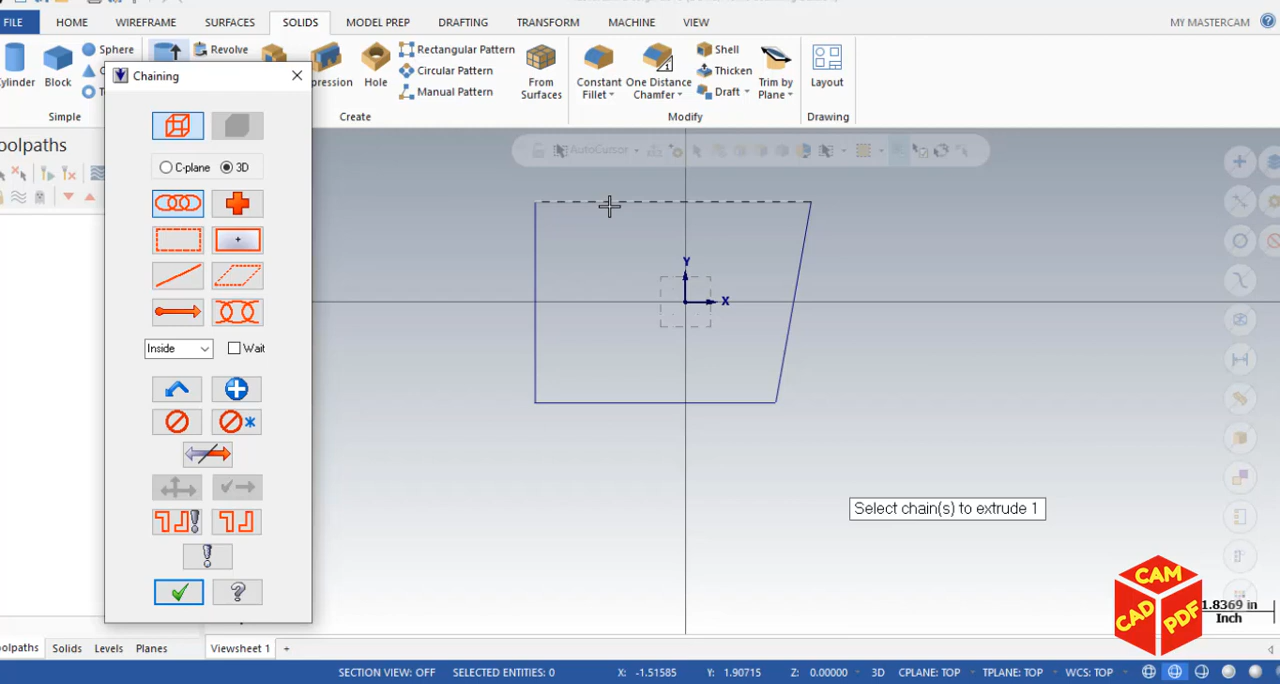 FILE HOME WIREFRAME SURFACES SOLIDS MODEL PREP DRAFTING TRANSFORM MACHINE VIEW MY MASTERCAM
Sphere Revolve Rectangular Pattern Shell
Circular Pattern Thicken
Manual Pattern Draft
ylinder Block pression Hole From Surfaces Constant Fillet One Distance Chamfer Trim by Plane Layout
Simple Create Modify Drawing
Chaining
oolpaths
AutoCursor
C-plane 3D
Y
X
Inside Wait
Select chain(s) to extrude 1
CAM
CAD PDF
1.8369 in
Inch
oolpaths Solids Levels Planes Viewsheet 1 +
SECTION VIEW: OFF SELECTED ENTITIES: 0 X: -1.51585 Y: 1.90715 Z: 0.00000 3D CPLANE: TOP TPLANE: TOP WCS: TOP